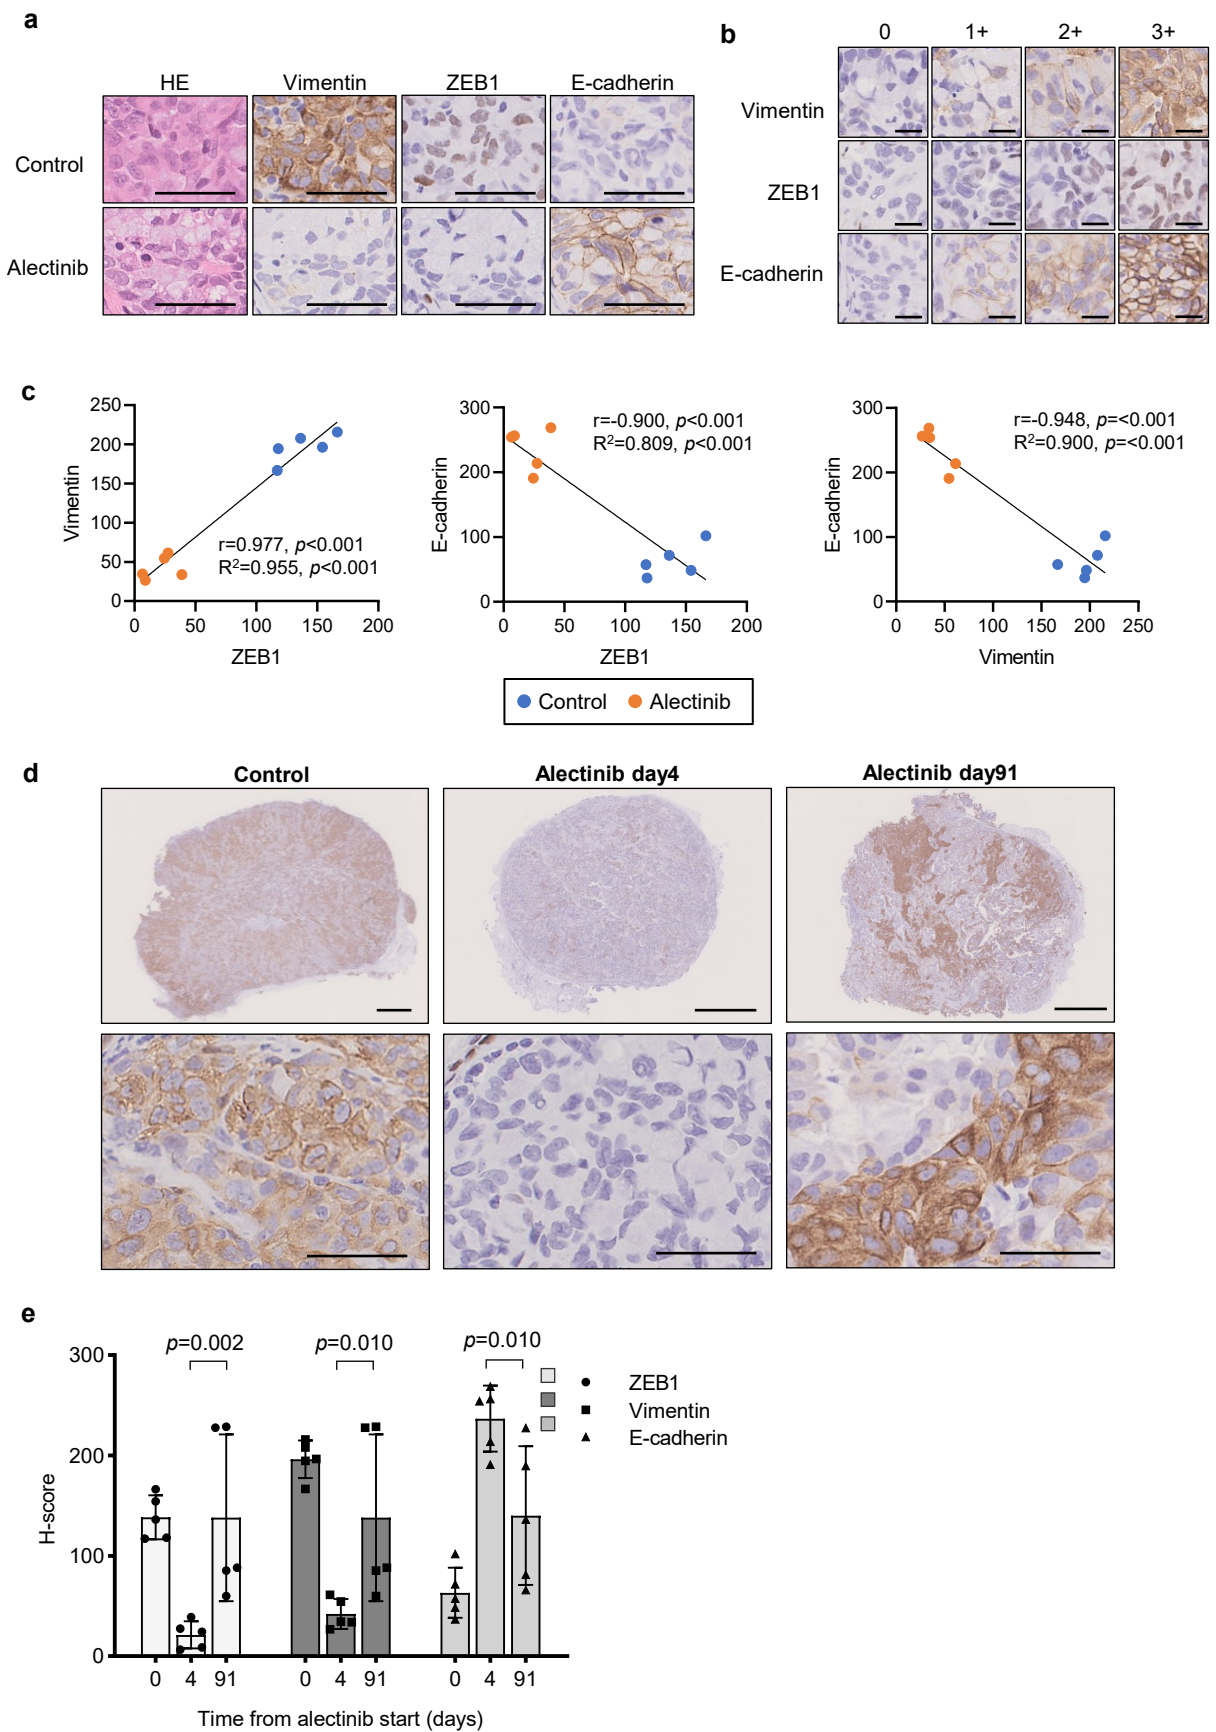 a
HE Vimentin ZEB1 E-cadherin
Control
Alectinib
b
0 1+ 2+ 3+
Vimentin
ZEB1
E-cadherin
c
250
200
150
100
50
0
Vimentin
r=0.977, p<0.001
R²=0.955, p<0.001
0 50 100 150 200
ZEB1
300
200
100
0
E-cadherin
r=-0.900, p<0.001
R²=0.809, p<0.001
0 50 100 150 200
ZEB1
300
200
100
0
E-cadherin
r=-0.948, p=<0.001
R²=0.900, p=<0.001
0 50 100 150 200 250
Vimentin
Control Alectinib
d
Control Alectinib day4 Alectinib day91
e
p=0.002 p=0.010 p=0.010
ZEB1
Vimentin
E-cadherin
300
200
100
0
H-score
0 4 91 0 4 91 0 4 91
Time from alectinib start (days)